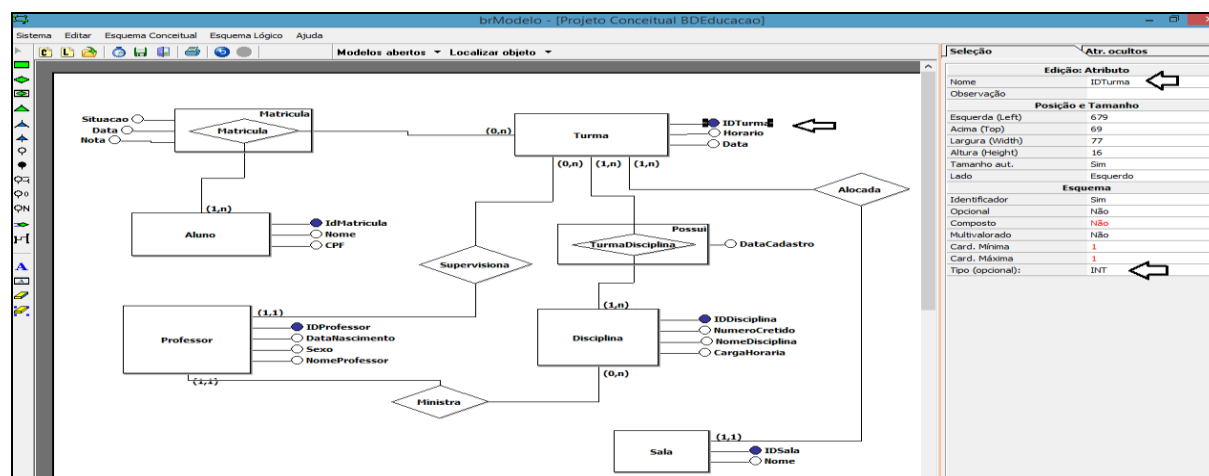 brModelo - [Projeto Conceitual BDEducacao]
Sistema Editar Esquema Conceitual Esquema Lógico Ajuda
Modelos abertos Localizar objeto
Seleção Atr. ocultos
Edição: Atributo
Nome IDTurma
Observação
Posição e Tamanho
Esquerda (Left) 679
Acima (Top) 69
Largura (Width) 77
Altura (Height) 16
Tamanho aut. Sim
Lado Esquerdo
Esquema
Identificador Sim
Opcional Não
Composto Não
Multivalorado Não
Card. Mínima 1
Card. Máxima 1
Tipo (opcional): INT
Matricula
Situacao
Data
Nota
Matricula
(0,n)
Turma
IDTurma
Horario
Data
(0,n) (1,n) (1,n)
Alocada
(1,n)
Aluno
IdMatricula
Nome
CPF
Possui
TurmaDisciplina
DataCadastro
Supervisiona
(1,1)
Professor
IDProfessor
DataNascimento
Sexo
NomeProfessor
(1,1)
(1,n)
Disciplina
IDDisciplina
NumeroCretido
NomeDisciplina
CargaHoraria
(0,n)
Ministra
(1,1)
Sala
IDSala
Nome